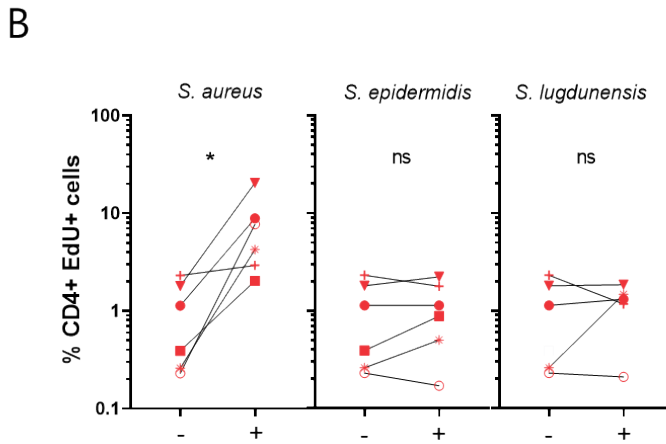 B
S. aureus S. epidermidis S. lugdunensis
100
* ns ns
10
1
0.1
% CD4+ EdU+ cells
- + - + - +